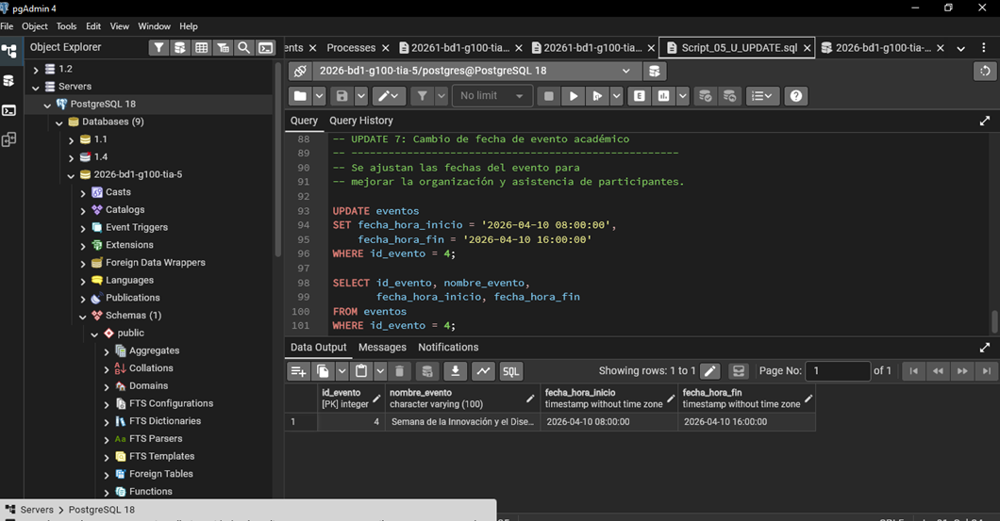 pgAdmin 4
File Object Tools Edit View Window Help
Object Explorer
ents Processes 20261-bd1-g100-tia... 20261-bd1-g100-tia... Script_05_U_UPDATE.sql 2026-bd1-g100-tia-...
1.2
Servers
PostgreSQL 18
Databases (9)
1.1
1.4
2026-bd1-g100-tia-5
Casts
Catalogs
Event Triggers
Extensions
Foreign Data Wrappers
Languages
Publications
Schemas (1)
public
Aggregates
Collations
Domains
FTS Configurations
FTS Dictionaries
FTS Parsers
FTS Templates
Foreign Tables
Functions
Servers > PostgreSQL 18
2026-bd1-g100-tia-5/postgres@PostgreSQL 18
No limit
Query Query History
88 -- UPDATE 7: Cambio de fecha de evento académico
89 -- -----------------------------------------------------
90 -- Se ajustan las fechas del evento para
91 -- mejorar la organización y asistencia de participantes.
92
93 UPDATE eventos
94 SET fecha_hora_inicio = '2026-04-10 08:00:00',
95 fecha_hora_fin = '2026-04-10 16:00:00'
96 WHERE id_evento = 4;
97
98 SELECT id_evento, nombre_evento,
99 fecha_hora_inicio, fecha_hora_fin
100 FROM eventos
101 WHERE id_evento = 4;
Data Output Messages Notifications
SQL Showing rows: 1 to 1 Page No: 1 of 1
id_evento nombre_evento fecha_hora_inicio fecha_hora_fin
[PK] integer character varying (100) timestamp without time zone timestamp without time zone
1 4 Semana de la Innovación y el Dise... 2026-04-10 08:00:00 2026-04-10 16:00:00